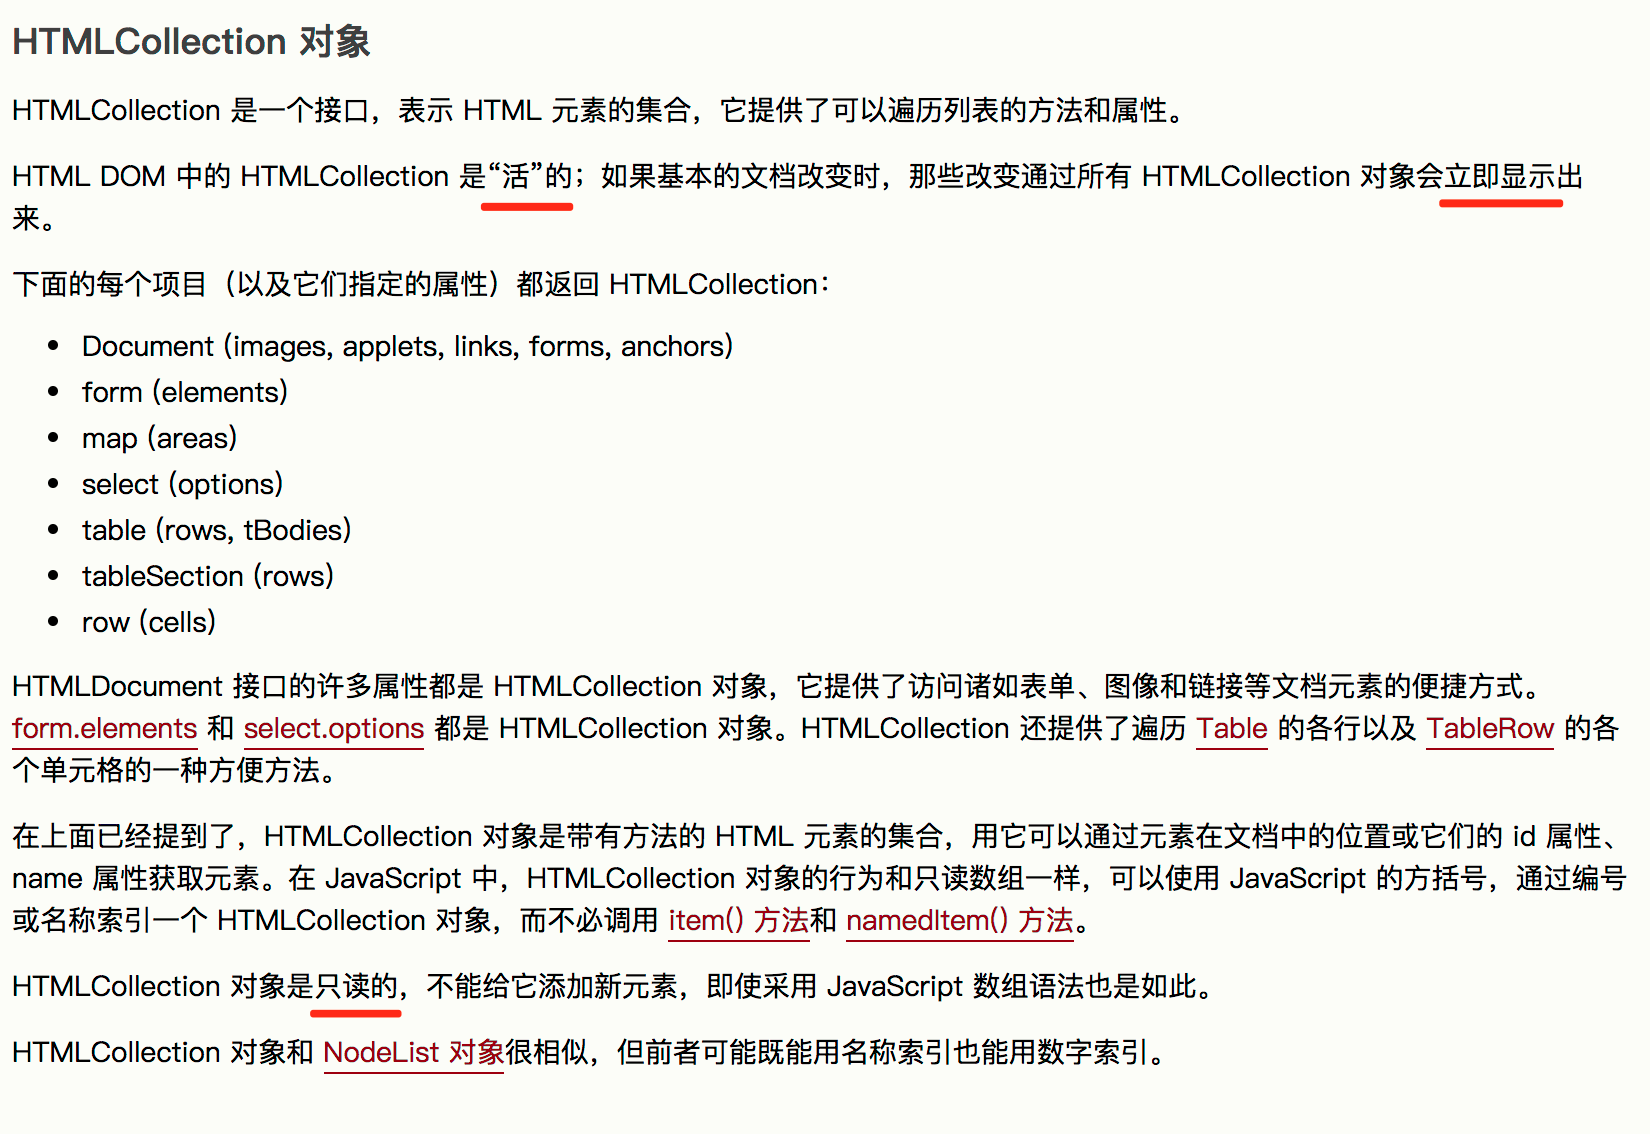 HTMLCollection 对象
HTMLCollection 是一个接口，表示 HTML 元素的集合，它提供了可以遍历列表的方法和属性。
HTML DOM 中的 HTMLCollection 是“活”的；如果基本的文档改变时，那些改变通过所有 HTMLCollection 对象会立即显示出
来。
下面的每个项目（以及它们指定的属性）都返回 HTMLCollection：
• Document (images, applets, links, forms, anchors)
• form (elements)
• map (areas)
• select (options)
• table (rows, tBodies)
• tableSection (rows)
• row (cells)
HTMLDocument 接口的许多属性都是 HTMLCollection 对象，它提供了访问诸如表单、图像和链接等文档元素的便捷方式。
form.elements 和 select.options 都是 HTMLCollection 对象。HTMLCollection 还提供了遍历 Table 的各行以及 TableRow 的各
个单元格的一种方便方法。
在上面已经提到了，HTMLCollection 对象是带有方法的 HTML 元素的集合，用它可以通过元素在文档中的位置或它们的 id 属性、
name 属性获取元素。在 JavaScript 中，HTMLCollection 对象的行为和只读数组一样，可以使用 JavaScript 的方括号，通过编号
或名称索引一个 HTMLCollection 对象，而不必调用 item() 方法和 namedItem() 方法。
HTMLCollection 对象是只读的，不能给它添加新元素，即使采用 JavaScript 数组语法也是如此。
HTMLCollection 对象和 NodeList 对象很相似，但前者可能既能用名称索引也能用数字索引。